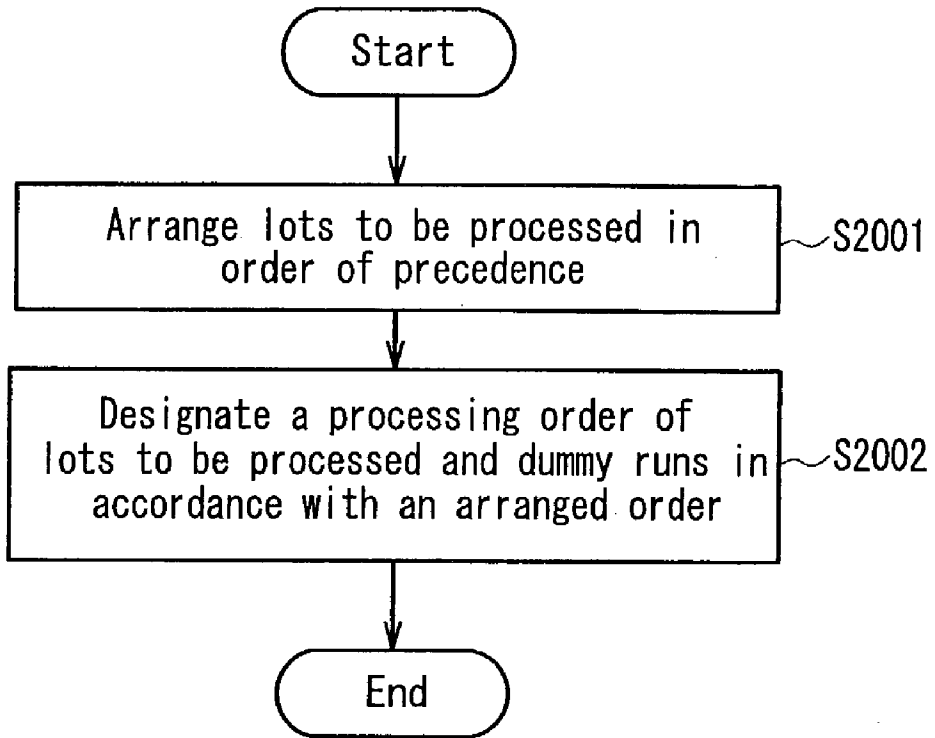 Start
Arrange lots to be processed in
order of precedence
S2001
Designate a processing order of
lots to be processed and dummy runs in
accordance with an arranged order
S2002
End